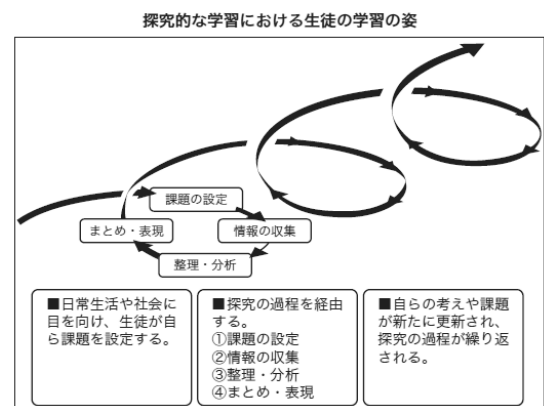 探究的な学習における生徒の学習の姿
課題の設定
まとめ・表現
情報の収集
整理・分析
■日常生活や社会に
目を向け、生徒が自
ら課題を設定する。
■探究の過程を経由
する。
①課題の設定
②情報の収集
③整理・分析
④まとめ・表現
■自らの考えや課題
が新たに更新され、
探究の過程が繰り返
される。